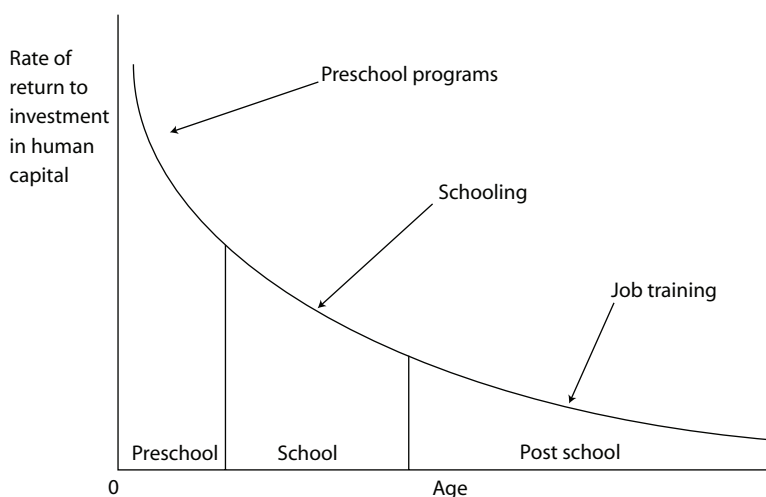 Rate of
return to
investment
in human
capital
Preschool programs
Schooling
Job training
Preschool
School
Post school
0
Age